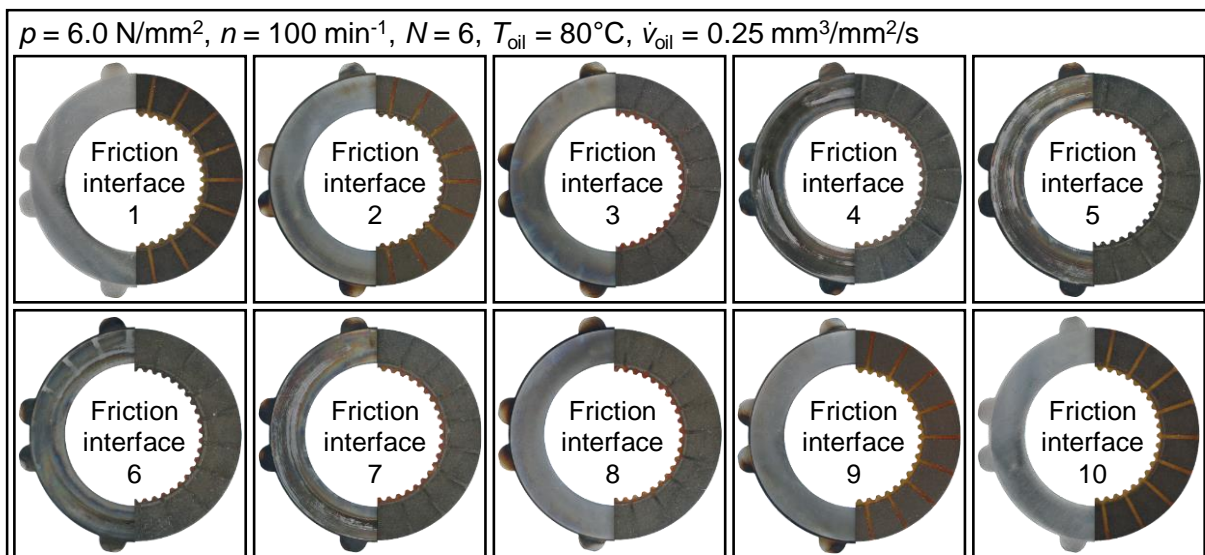 p = 6.0 N/mm², n = 100 min⁻¹, N = 6, T_oil = 80°C, v̇_oil = 0.25 mm³/mm²/s
Friction
interface
1
Friction
interface
2
Friction
interface
3
Friction
interface
4
Friction
interface
5
Friction
interface
6
Friction
interface
7
Friction
interface
8
Friction
interface
9
Friction
interface
10